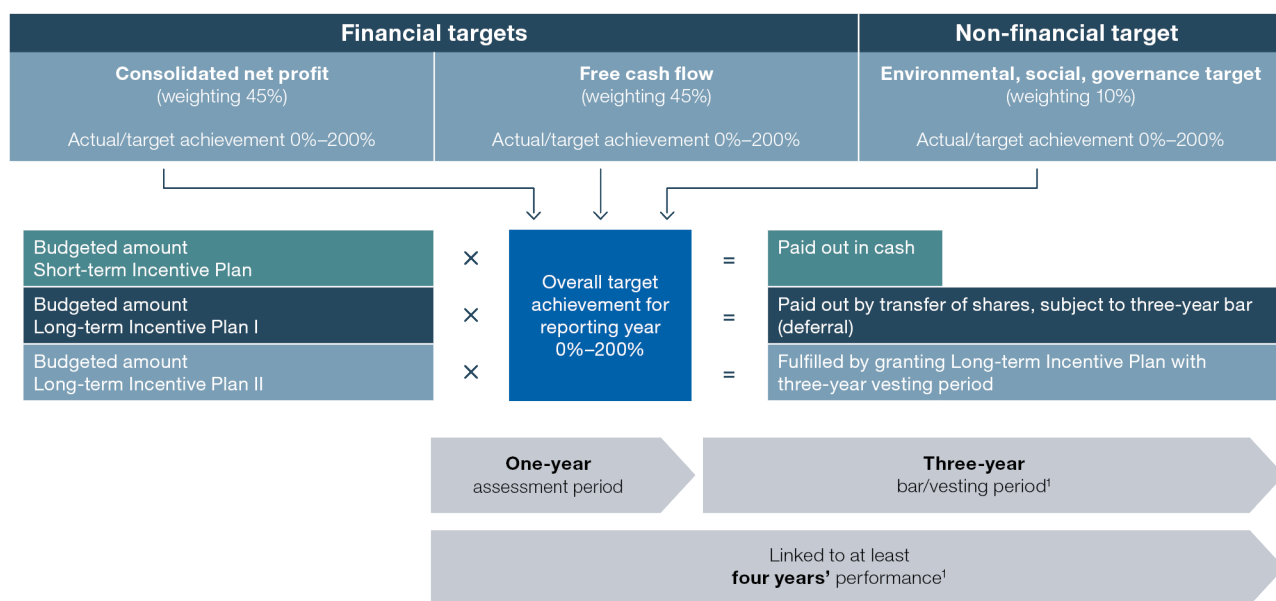 Financial targets
Non-financial target
Consolidated net profit
(weighting 45%)
Actual/target achievement 0%–200%
Free cash flow
(weighting 45%)
Actual/target achievement 0%–200%
Environmental, social, governance target
(weighting 10%)
Actual/target achievement 0%–200%
Budgeted amount
Short-term Incentive Plan
×
Overall target
achievement for
reporting year
0%–200%
=
Paid out in cash
Budgeted amount
Long-term Incentive Plan I
×
=
Paid out by transfer of shares, subject to three-year bar
(deferral)
Budgeted amount
Long-term Incentive Plan II
×
=
Fulfilled by granting Long-term Incentive Plan with
three-year vesting period
One-year
assessment period
Three-year
bar/vesting period¹
Linked to at least
four years’ performance¹